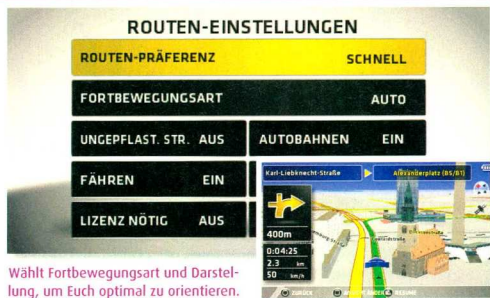 ROUTEN-EINSTELLUNGEN
ROUTEN-PRÄFERENZ SCHNELL
FORTBEWEGUNGSART AUTO
UNGEPFLAST. STR. AUS AUTOBAHNEN EIN
FÄHREN EIN
LIZENZ NÖTIG AUS
Karl-Liebknecht-Straße Alexanderplatz (B5/B1)
400m
0:04:25
2.3 km
50 km/h
ZURÜCK
Wählt Fortbewegungsart und Darstel-
lung, um Euch optimal zu orientieren.